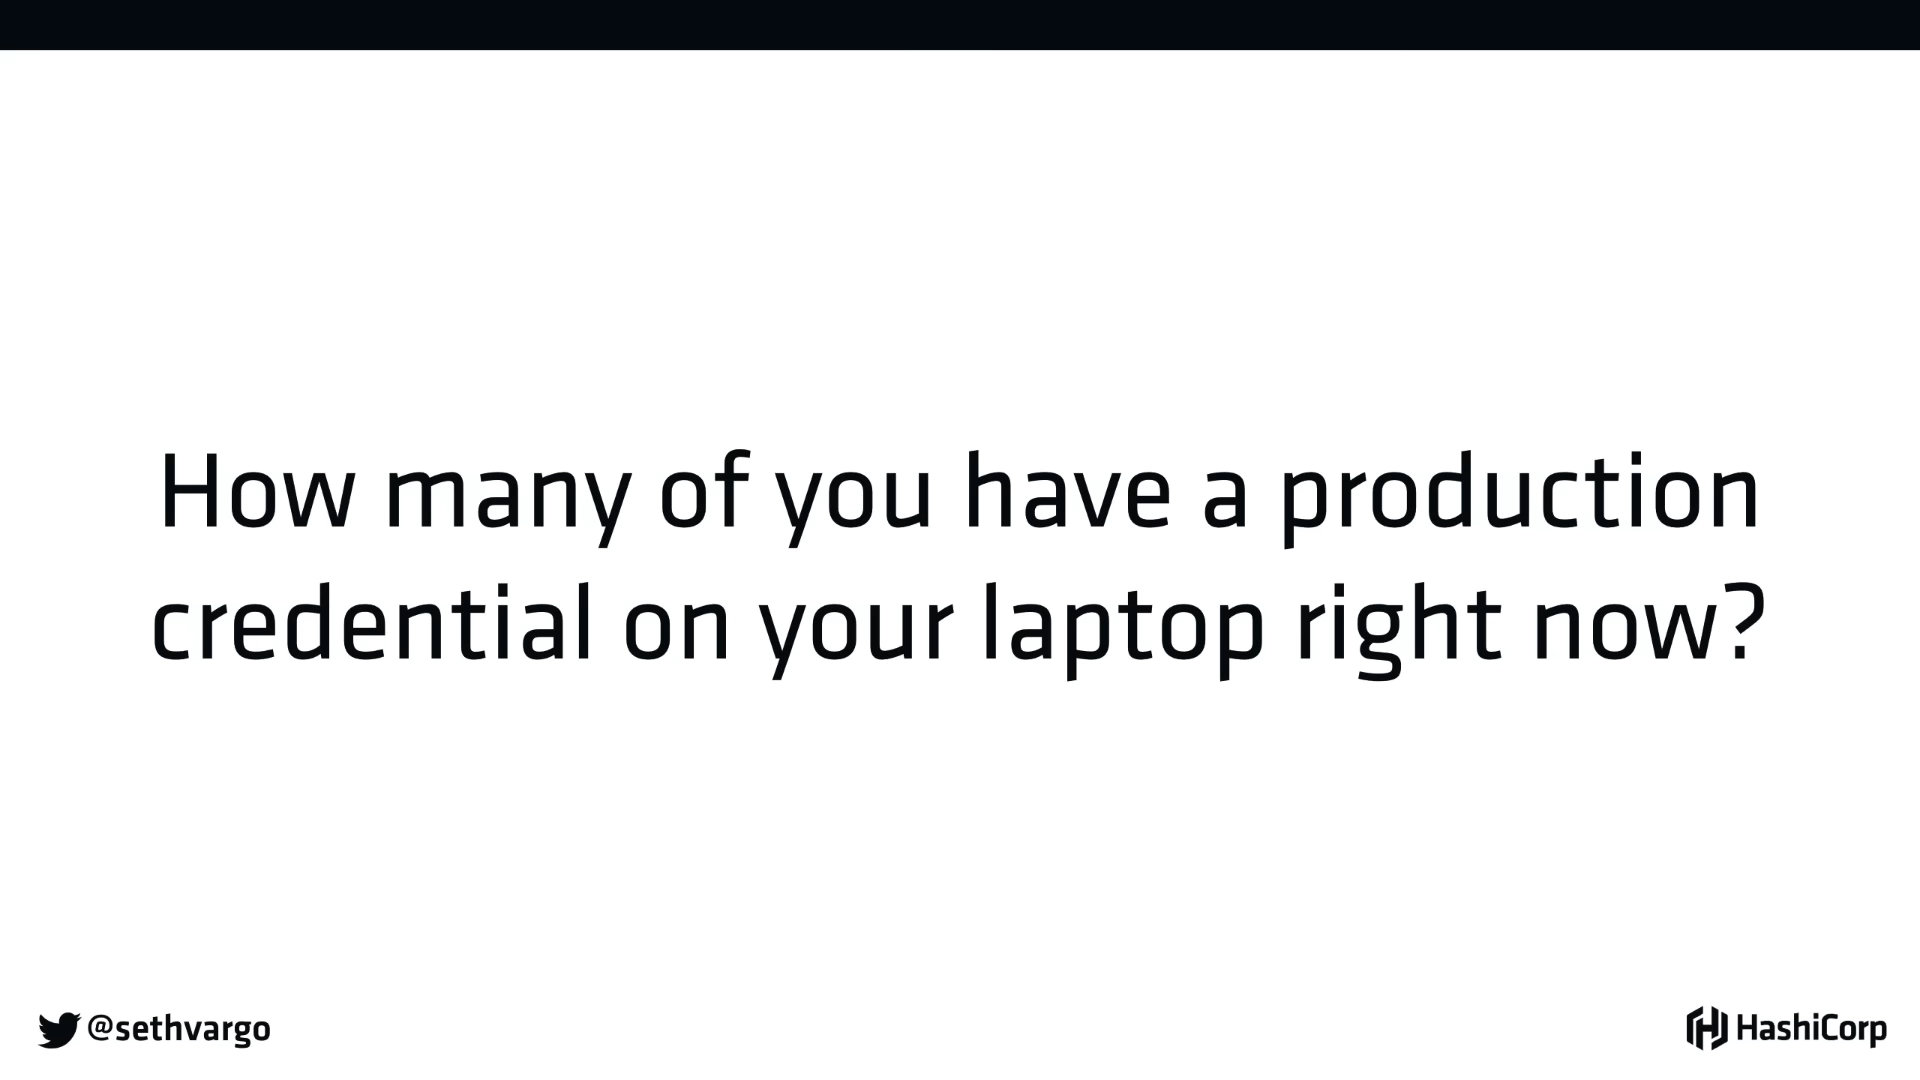 How many of you have a production
credential on your laptop right now?
@sethvargo
HashiCorp